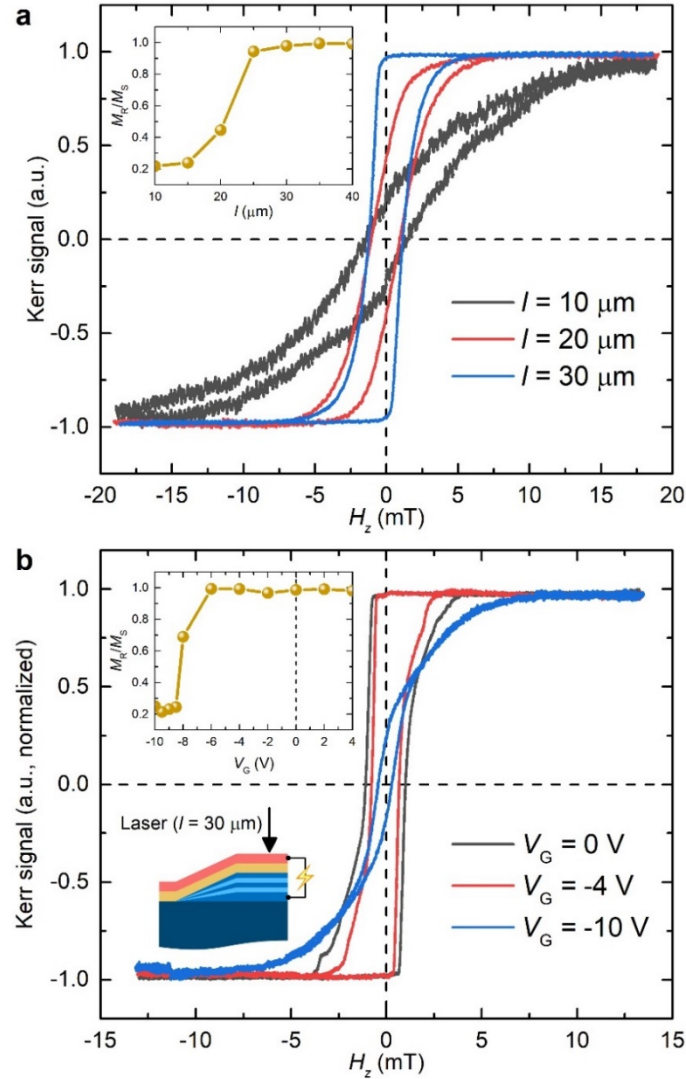 a
1.0
0.5
0.0
-0.5
-1.0
Kerr signal (a.u.)
-20 -15 -10 -5 0 5 10 15 20
H_z (mT)
1.0
0.8
0.6
0.4
0.2
M_R/M_S
10 20 30 40
l (μm)
l = 10 μm
l = 20 μm
l = 30 μm
b
1.0
0.5
0.0
-0.5
-1.0
Kerr signal (a.u., normalized)
-15 -10 -5 0 5 10 15
H_z (mT)
1.0
0.8
0.6
0.4
0.2
M_R/M_S
-10 -8 -6 -4 -2 0 2 4
V_G (V)
Laser (l = 30 μm)
V_G = 0 V
V_G = -4 V
V_G = -10 V